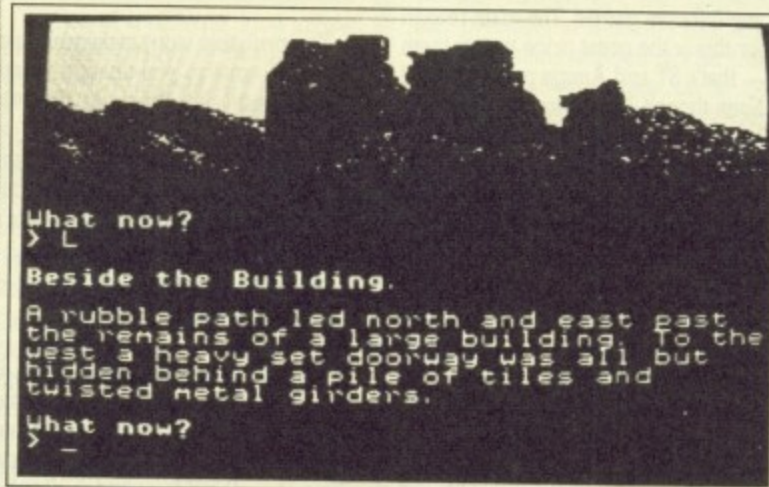 What now?
> L
Beside the Building.
A rubble path led north and east past
the remains of a large building. To the
west a heavy set doorway was all but
hidden behind a pile of tiles and
twisted metal girders.
What now?
> _